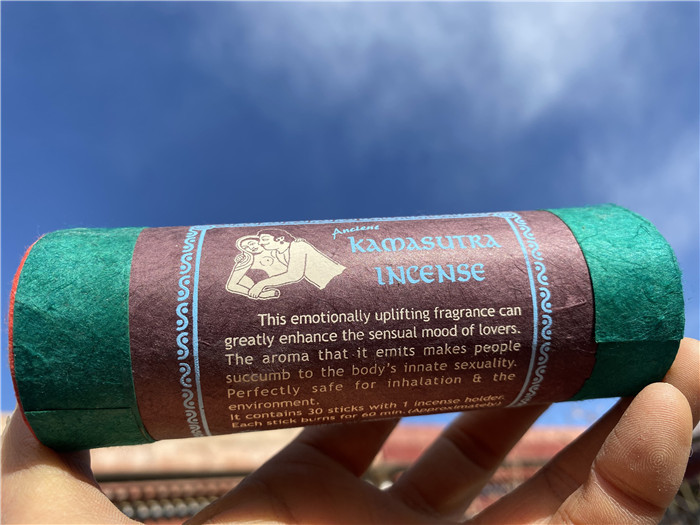 Ancient
KAMASUTRA
INCENSE
This emotionally uplifting fragrance can
greatly enhance the sensual mood of lovers.
The aroma that it emits makes people
succumb to the body's innate sexuality.
Perfectly safe for inhalation & the
environment.
It contains 30 sticks with 1 incense holder.
Each stick burns for 60 min. (Approximately)